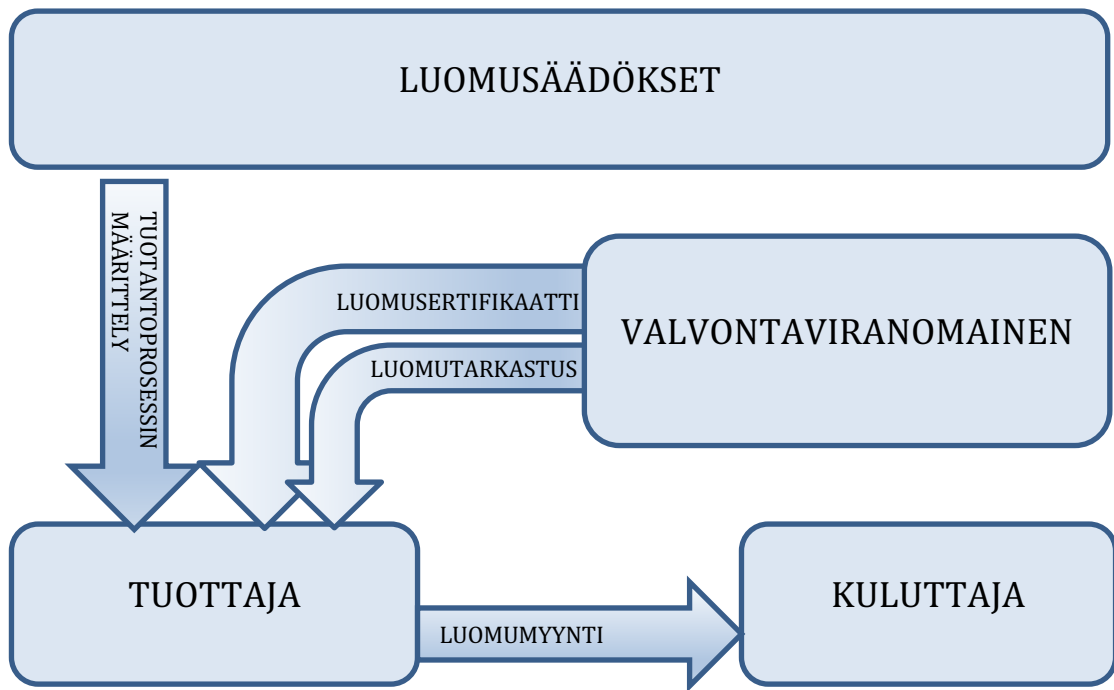 LUOMUSÄÄDÖKSET
TUOTANTOPROSESSIN
MÄÄRITTELY
LUOMUSERTIFIKAATTI
LUOMUTARKASTUS
VALVONTAVIRANOMAINEN
TUOTTAJA
LUOMUMYYNTI
KULUTTAJA